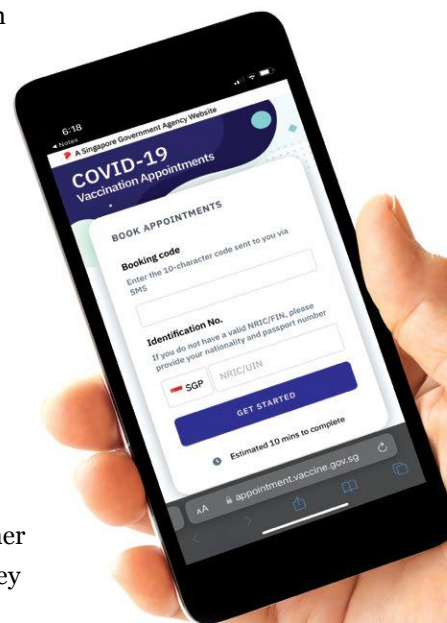 6:18
Notes
A Singapore Government Agency Website
COVID-19
Vaccination Appointments
BOOK APPOINTMENTS
Booking code
Enter the 10-character code sent to you via
SMS
Identification No.
If you do not have a valid NRIC/FIN, please
provide your nationality and passport number
SGP NRIC/UIN
GET STARTED
Estimated 10 mins to complete
AA appointment.vaccine.gov.sg